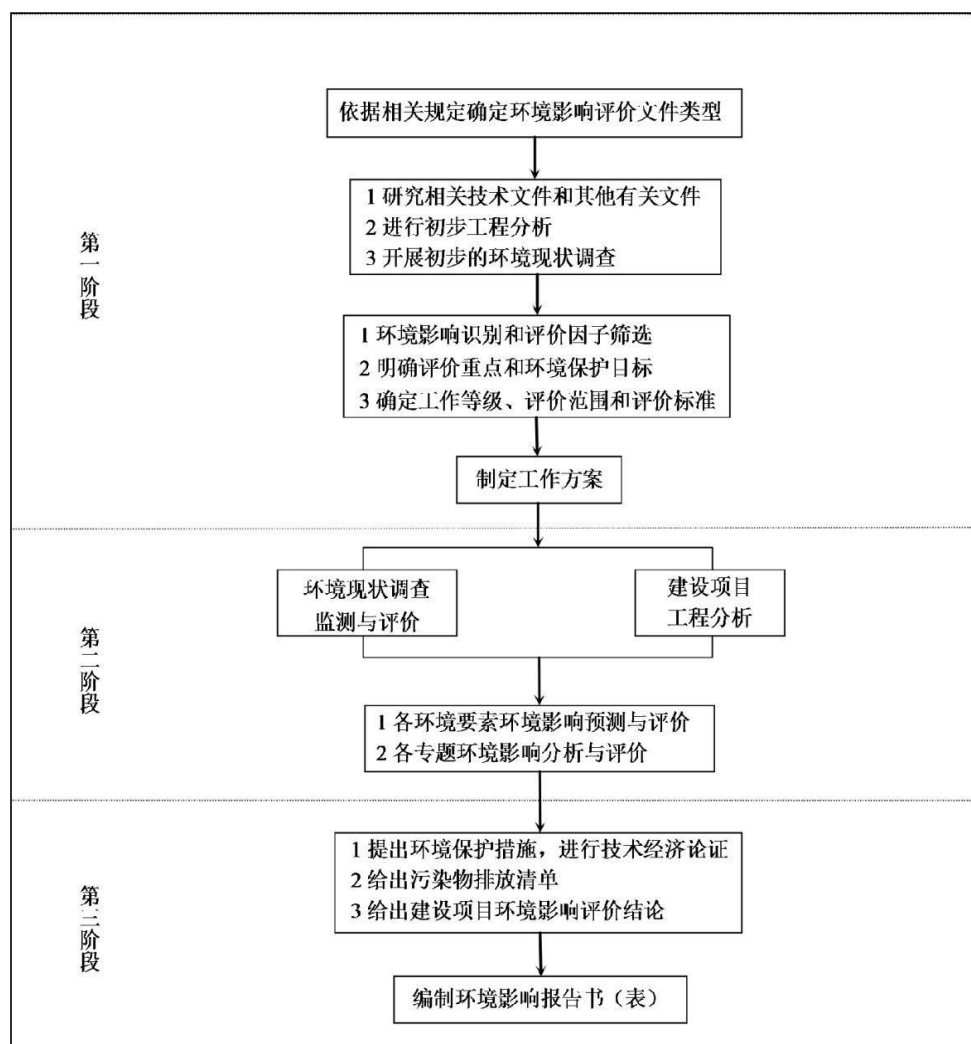 依据相关规定确定环境影响评价文件类型
1 研究相关技术文件和其他有关文件
2 进行初步工程分析
3 开展初步的环境现状调查
第一阶段
1 环境影响识别和评价因子筛选
2 明确评价重点和环境保护目标
3 确定工作等级、评价范围和评价标准
制定工作方案
环境现状调查
监测与评价
建设项目
工程分析
第二阶段
1 各环境要素环境影响预测与评价
2 各专题环境影响分析与评价
1 提出环境保护措施，进行技术经济论证
2 给出污染物排放清单
3 给出建设项目环境影响评价结论
第三阶段
编制环境影响报告书（表）